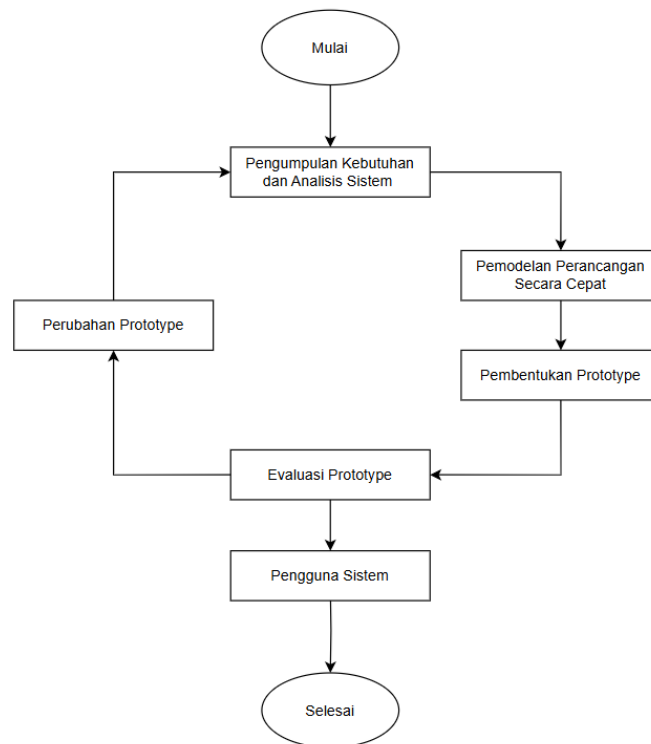 Mulai
Pengumpulan Kebutuhan
dan Analisis Sistem
Pemodelan Perancangan
Secara Cepat
Perubahan Prototype
Pembentukan Prototype
Evaluasi Prototype
Pengguna Sistem
Selesai